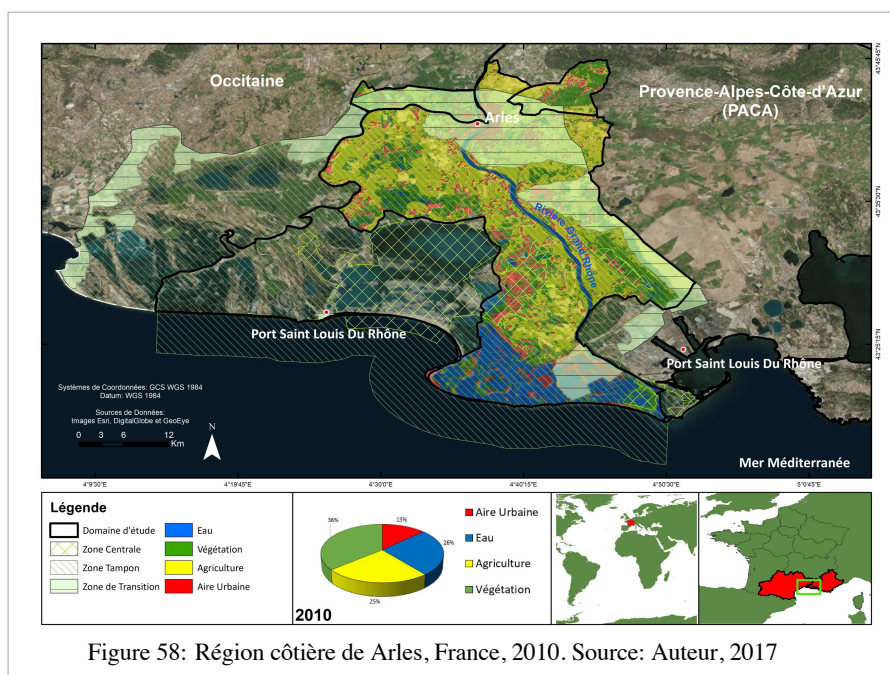 Occitaine
Provence-Alpes-Côte-d'Azur
(PACA)
Arles
Rivière Grand Rhône
Port Saint Louis Du Rhône
Port Saint Louis Du Rhône
Systèmes de Coordonnées: GCS WGS 1984
Datum: WGS 1984
Sources de Données:
Images Esri, DigitalGlobe et GeoEye
0 3 6 12
Km
N
Mer Méditerranée
43°45'45"N
43°35'30"N
43°25'15"N
4°9'30"E 4°19'45"E 4°30'0"E 4°40'15"E 4°50'30"E 5°0'45"E
Légende
Domaine d'étude
Zone Centrale
Zone Tampon
Zone de Transition
Eau
Végétation
Agriculture
Aire Urbaine
36%
13%
26%
25%
2010
Aire Urbaine
Eau
Agriculture
Végétation
Figure 58: Région côtière de Arles, France, 2010. Source: Auteur, 2017